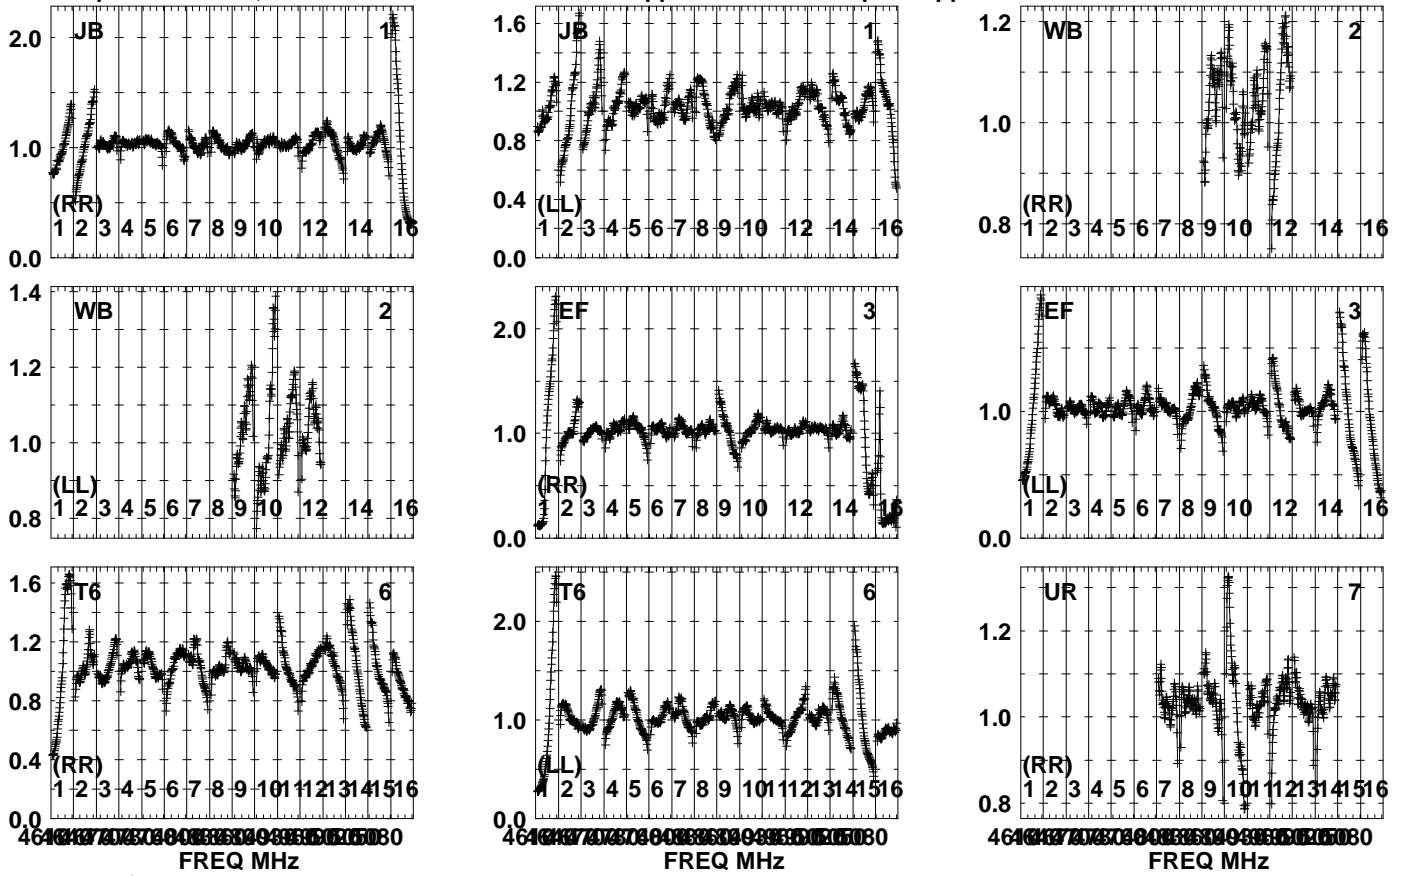 JB 1
2.0
1.0
(RR)
1 2 3 4 5 6 7 8 9 10 12 14 16
0.0
JB 1
1.6
1.2
0.8
0.4
(LL)
1 2 3 4 5 6 7 8 9 10 12 14 16
0.0
WB 2
1.2
1.0
(RR)
0.8
1 2 3 4 5 6 7 8 9 10 12 14 16
WB 2
1.4
1.2
1.0
(LL)
0.8
1 2 3 4 5 6 7 8 9 10 12 14 16
EF 3
2.0
1.0
(RR)
1 2 3 4 5 6 7 8 9 10 12 14 16
0.0
EF 3
1.0
(LL)
1 2 3 4 5 6 7 8 9 10 12 14 16
0.0
T6 6
1.6
1.2
0.8
0.4
(RR)
1 2 3 4 5 6 7 8 9 10 11 12 13 14 15 16
0.0
FREQ MHz
T6 6
2.0
1.0
(LL)
1 2 3 4 5 6 7 8 9 10 11 12 13 14 15 16
0.0
FREQ MHz
UR 7
1.2
1.0
(RR)
0.8
1 2 3 4 5 6 7 8 9 10 11 12 13 14 15 16
FREQ MHz